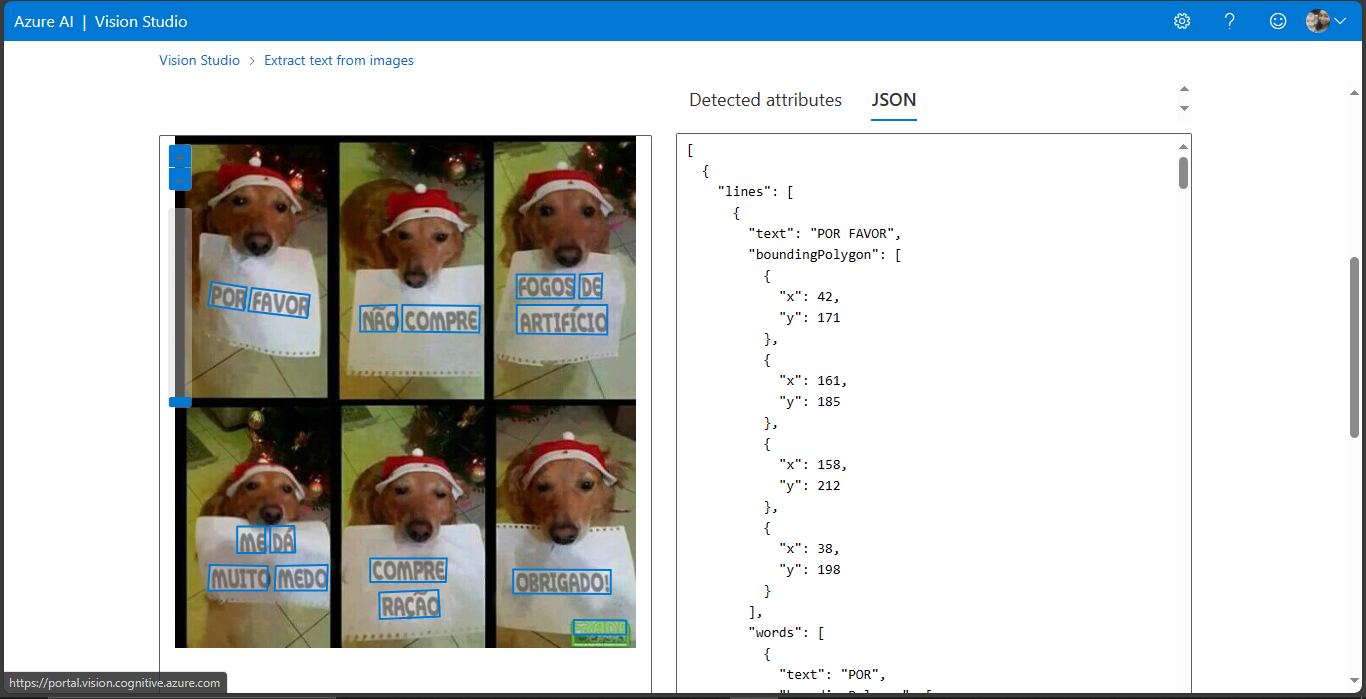 Azure AI | Vision Studio
Vision Studio > Extract text from images
POR FAVOR
NÃO COMPRE
FOGOS DE
ARTIFÍCIO
ME DÁ
MUITO MEDO
COMPRE
RAÇÃO
OBRIGADO!
Detected attributes
JSON
[
{
"lines": [
{
"text": "POR FAVOR",
"boundingPolygon": [
{
"x": 42,
"y": 171
},
{
"x": 161,
"y": 185
},
{
"x": 158,
"y": 212
},
{
"x": 38,
"y": 198
}
],
"words": [
{
"text": "POR",
https://portal.vision.cognitive.azure.com